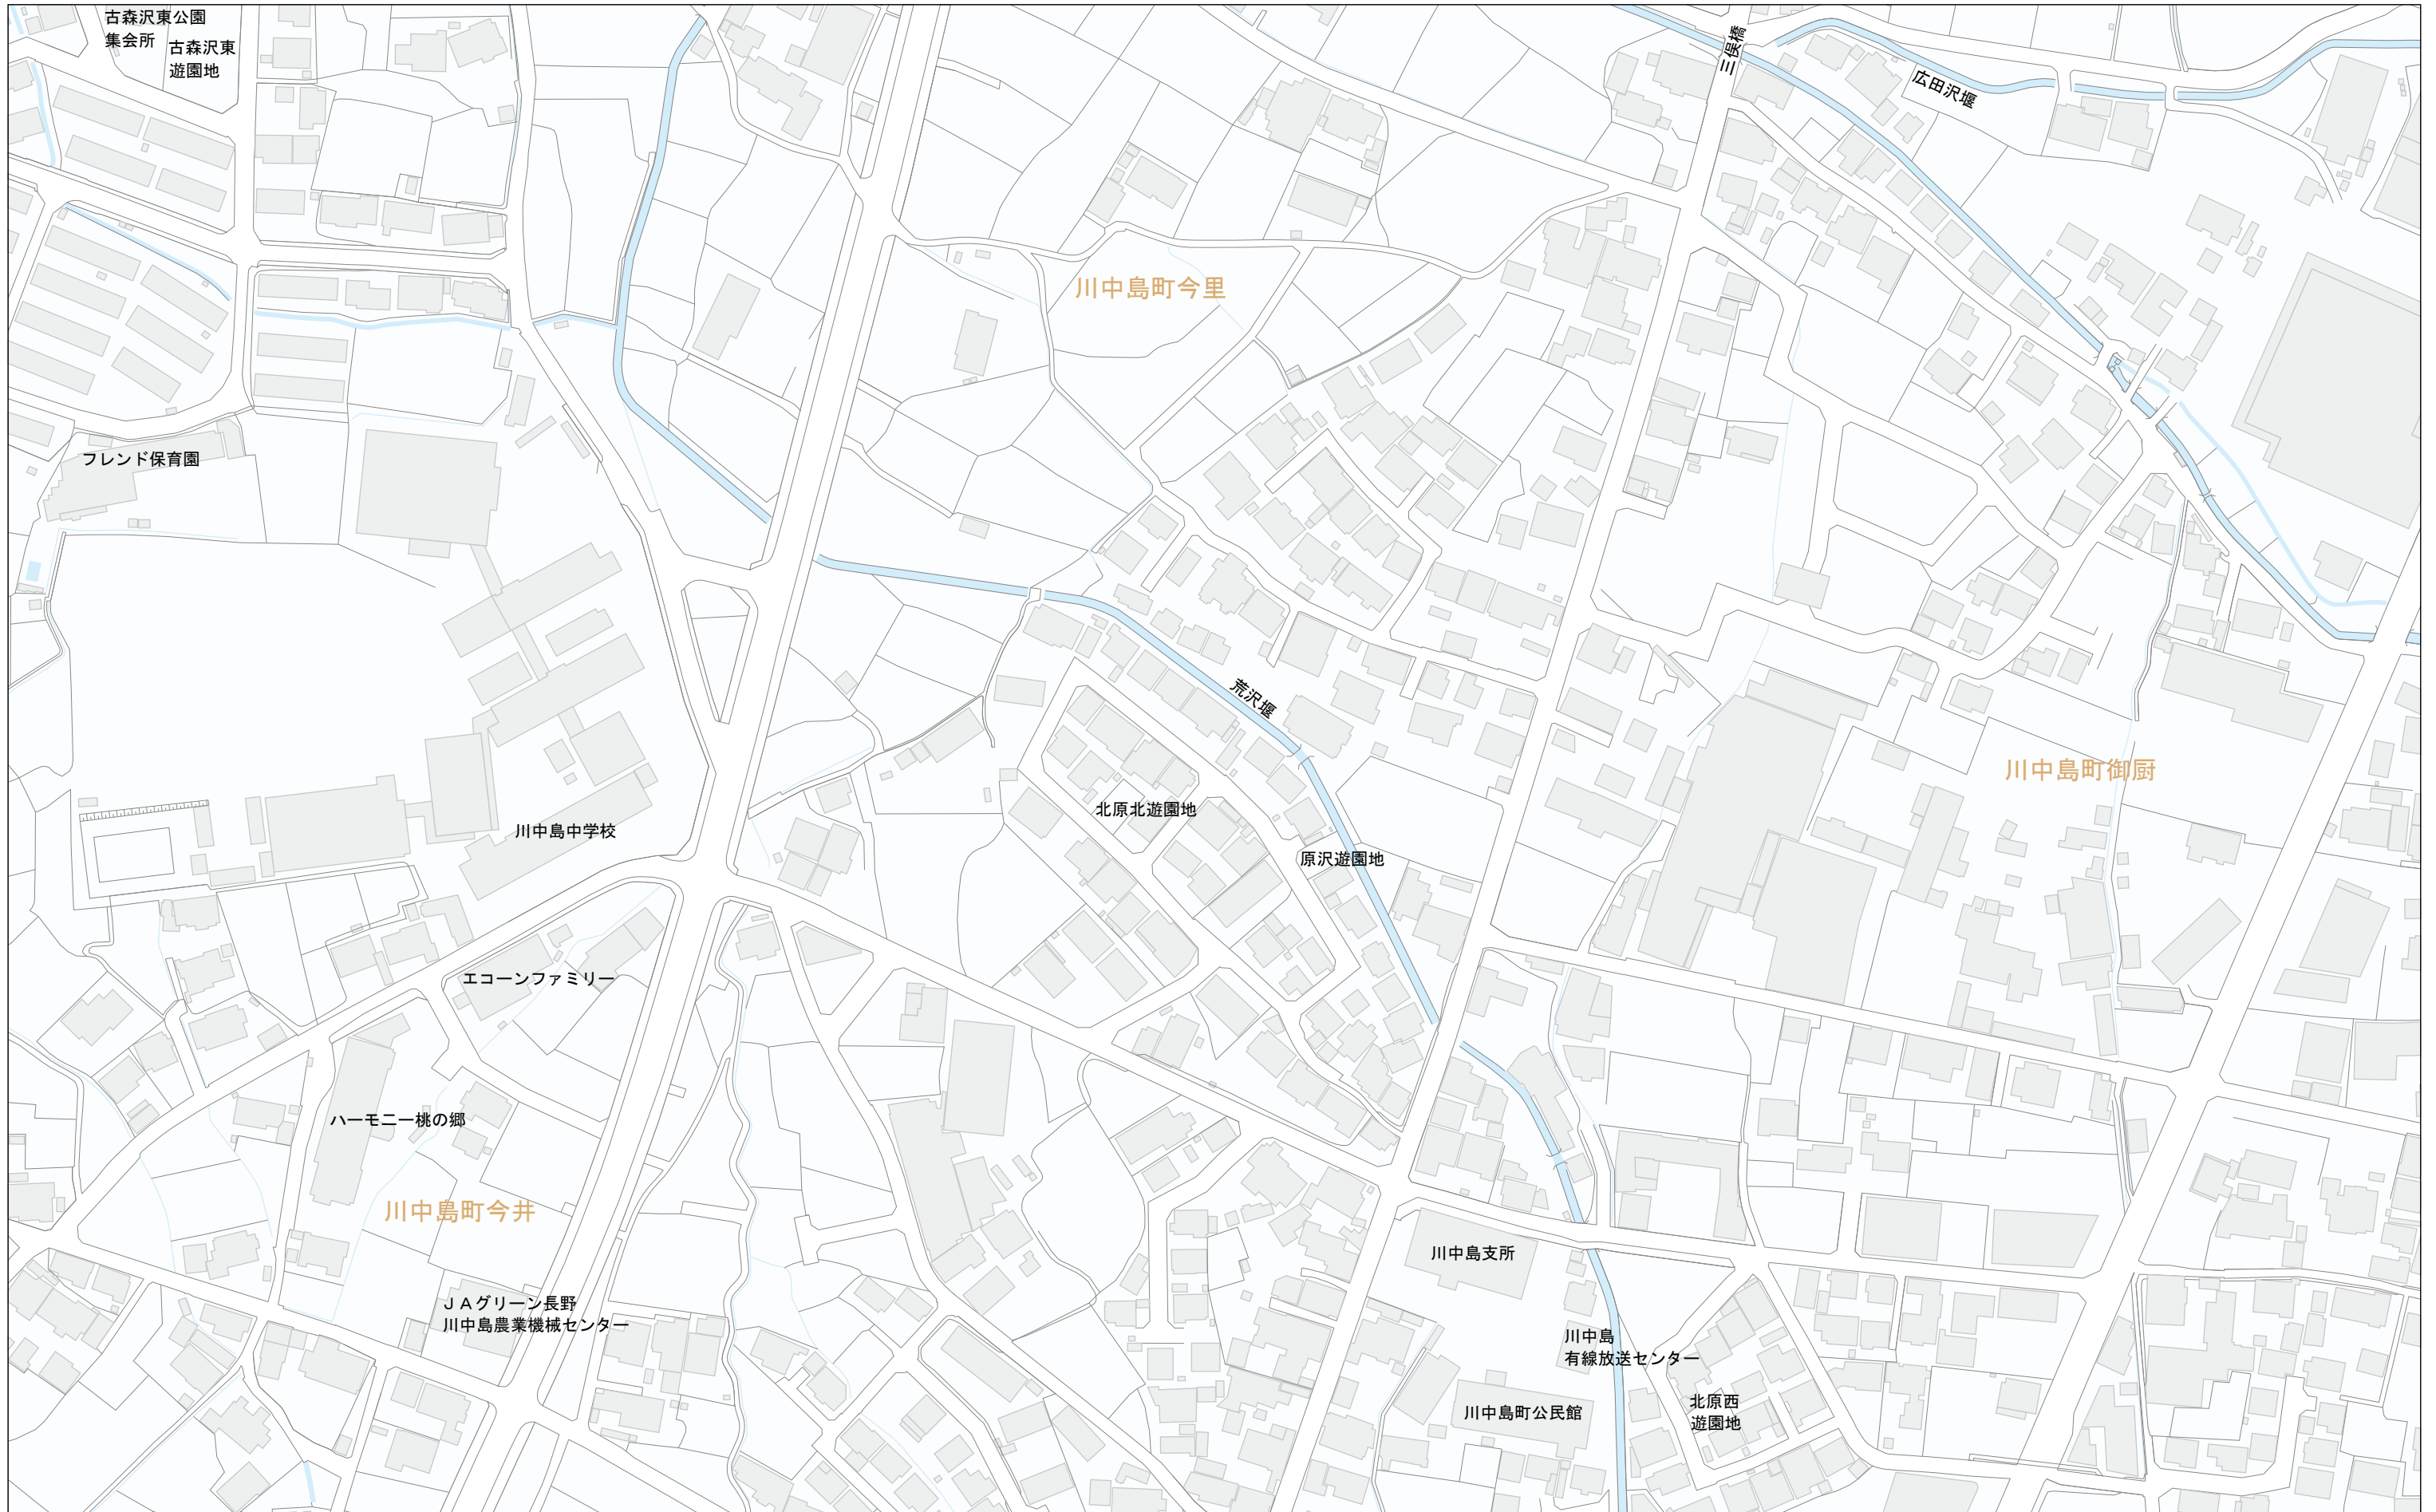 古森沢東公園
集会所
古森沢東
遊園地
三俣橋
広田沢堰
川中島町今里
フレンド保育園
荒沢堰
川中島町御厨
北原北遊園地
川中島中学校
原沢遊園地
エコーンファミリー
ハーモニー桃の郷
川中島町今井
川中島支所
ＪＡグリーン長野
川中島農業機械センター
川中島
有線放送センター
北原西
遊園地
川中島町公民館